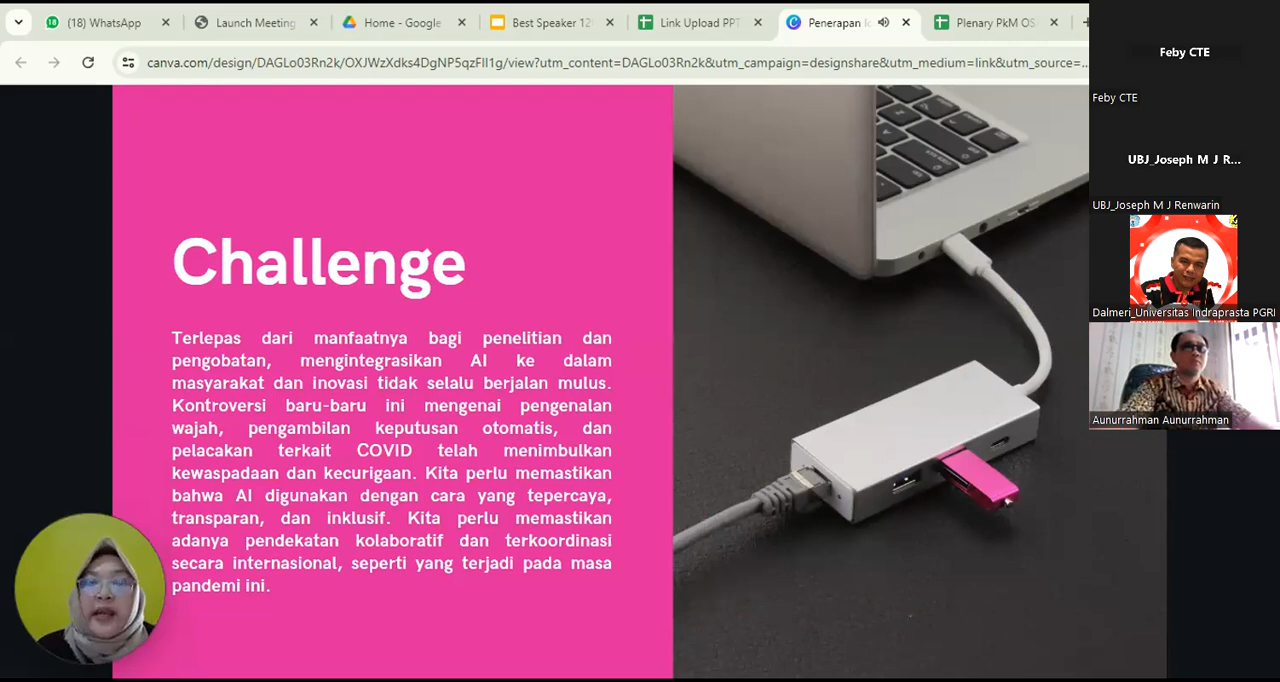 (18) WhatsApp
Launch Meeting
Home - Google
Best Speaker 12
Link Upload PPT
Penerapan
Plenary PkM OS
canva.com/design/DAGLo03Rn2k/OXJWzXdks4DgNP5qzFlI1g/view?utm_content=DAGLo03Rn2k&utm_campaign=designshare&utm_medium=link&utm_source=...
Challenge
Terlepas dari manfaatnya bagi penelitian dan
pengobatan, mengintegrasikan AI ke dalam
masyarakat dan inovasi tidak selalu berjalan mulus.
Kontroversi baru-baru ini mengenai pengenalan
wajah, pengambilan keputusan otomatis, dan
pelacakan terkait COVID telah menimbulkan
kewaspadaan dan kecurigaan. Kita perlu memastikan
bahwa AI digunakan dengan cara yang tepercaya,
transparan, dan inklusif. Kita perlu memastikan
adanya pendekatan kolaboratif dan terkoordinasi
secara internasional, seperti yang terjadi pada masa
pandemi ini.
Feby CTE
Feby CTE
UBJ_Joseph M J R...
UBJ_Joseph M J Renwarin
Dalmeri_Universitas Indraprasta PGRI
Aunurrahman Aunurrahman